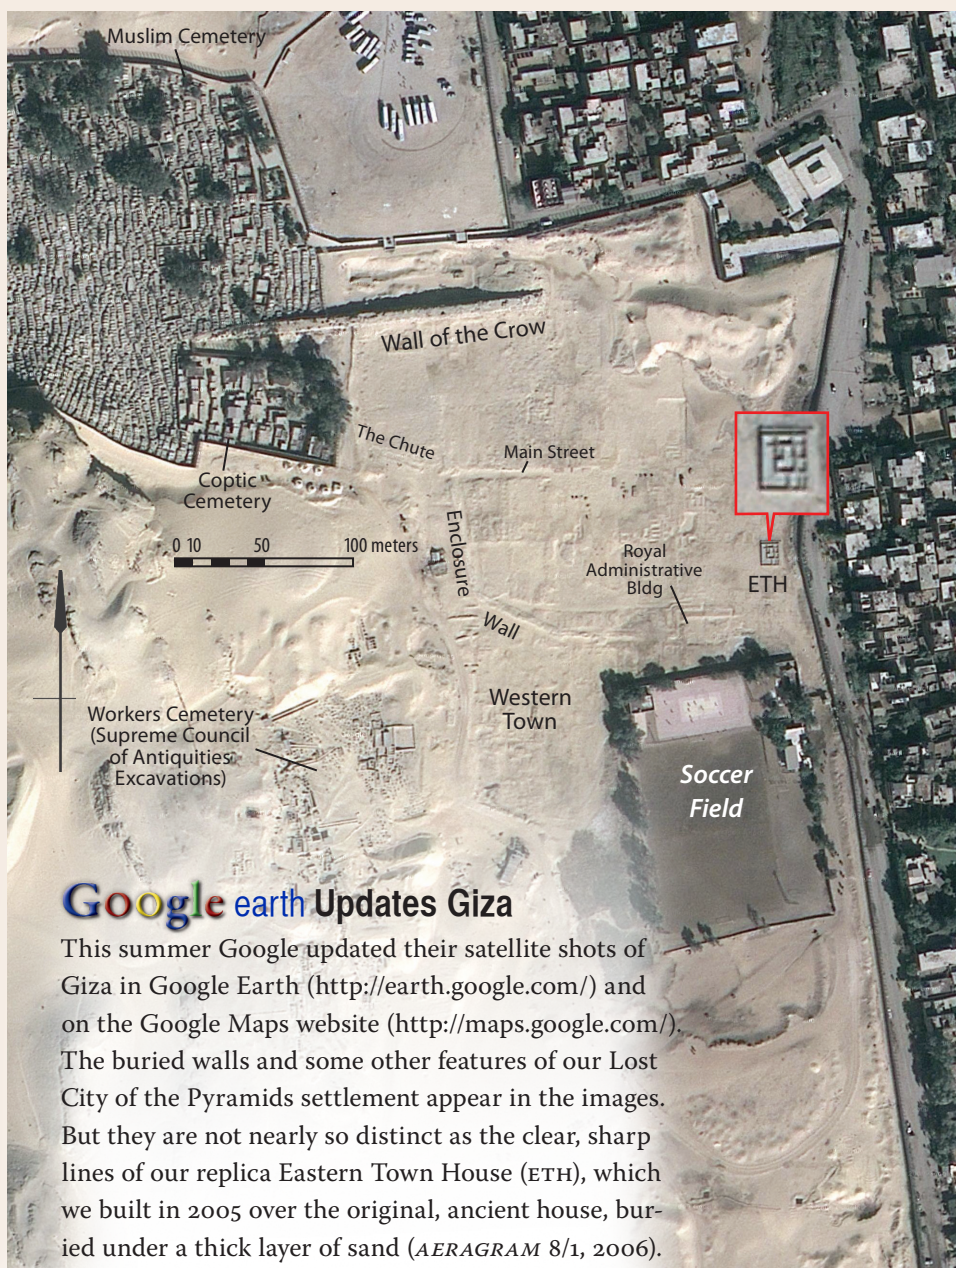 Muslim Cemetery
Wall of the Crow
The Chute
Main Street
Coptic
Cemetery
Enclosure
0 10 50 100 meters
Royal
Administrative
Bldg
ETH
Wall
Western
Town
Workers Cemetery
(Supreme Council
of Antiquities
Excavations)
Soccer
Field
Google earth Updates Giza
This summer Google updated their satellite shots of
Giza in Google Earth (http://earth.google.com/) and
on the Google Maps website (http://maps.google.com/).
The buried walls and some other features of our Lost
City of the Pyramids settlement appear in the images.
But they are not nearly so distinct as the clear, sharp
lines of our replica Eastern Town House (ETH), which
we built in 2005 over the original, ancient house, bur-
ied under a thick layer of sand (AERAGRAM 8/1, 2006).